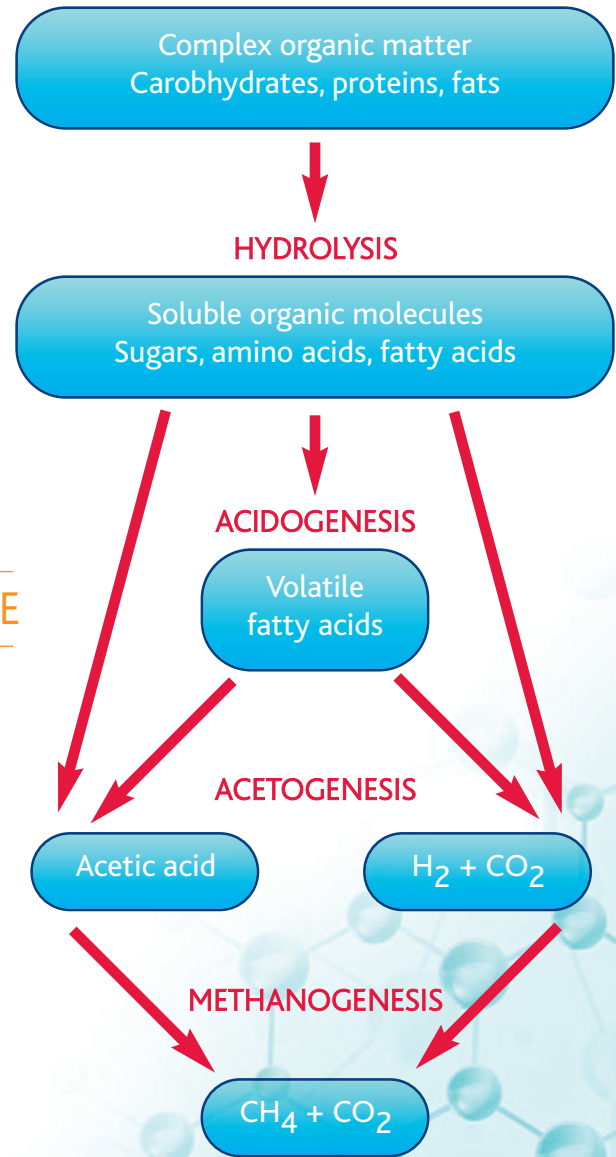 Complex organic matter
Carobhydrates, proteins, fats
HYDROLYSIS
Soluble organic molecules
Sugars, amino acids, fatty acids
ACIDOGENESIS
Volatile
fatty acids
E
ACETOGENESIS
Acetic acid
H₂ + CO₂
METHANOGENESIS
CH₄ + CO₂